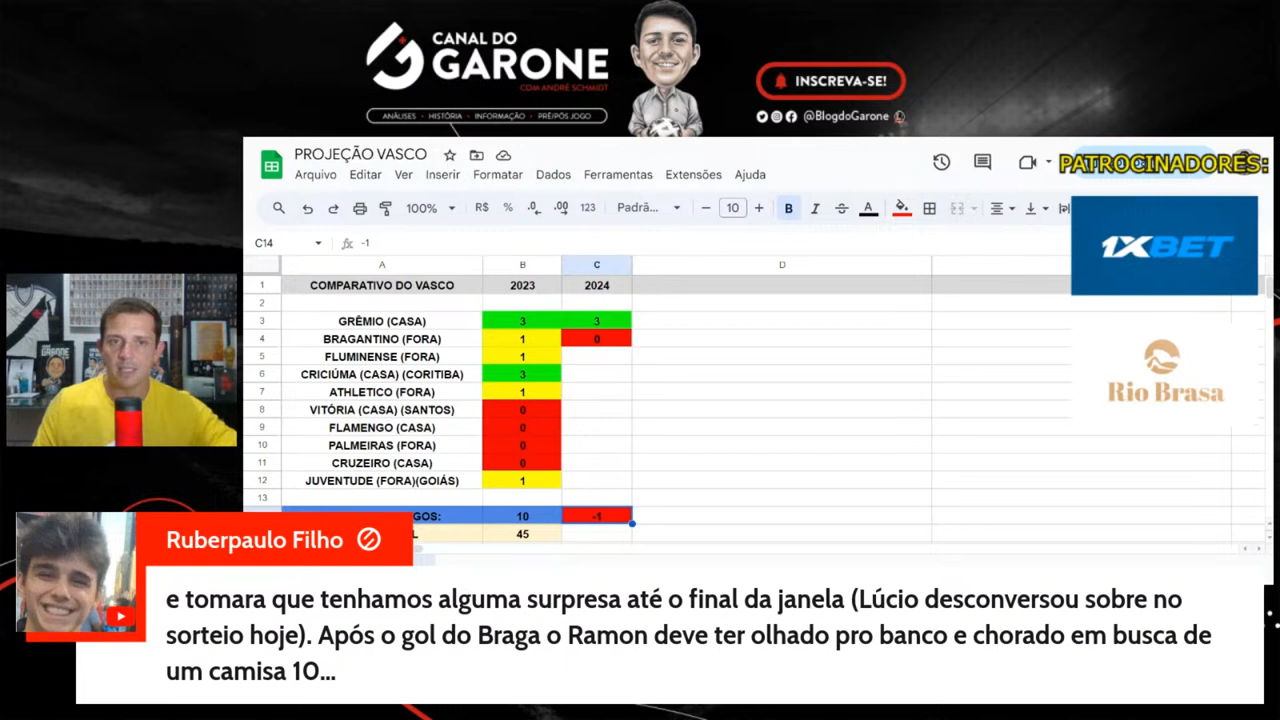 CANAL DO
GARONE
COM ANDRÉ SCHMIDT
ANÁLISES • HISTÓRIA • INFORMAÇÃO • PRÉ/PÓS JOGO
INSCREVA-SE!
@BlogdoGarone
PROJEÇÃO VASCO
Arquivo Editar Ver Inserir Formatar Dados Ferramentas Extensões Ajuda
PATROCINADORES:
100% R$ % .0 .00 123 Padrã... 10 B I A
C14 fx -1
A B C D
1 COMPARATIVO DO VASCO 2023 2024
2
3 GRÊMIO (CASA) 3 3
4 BRAGANTINO (FORA) 1 0
5 FLUMINENSE (FORA) 1
6 CRICIÚMA (CASA) (CORITIBA) 3
7 ATHLETICO (FORA) 1
8 VITÓRIA (CASA) (SANTOS) 0
9 FLAMENGO (CASA) 0
10 PALMEIRAS (FORA) 0
11 CRUZEIRO (CASA) 0
12 JUVENTUDE (FORA)(GOIÁS) 1
13
GOS: 10 -1
L 45
1XBET
Rio Brasa
GARONE
Ruberpaulo Filho
e tomara que tenhamos alguma surpresa até o final da janela (Lúcio desconversou sobre no
sorteio hoje). Após o gol do Braga o Ramon deve ter olhado pro banco e chorado em busca de
um camisa 10...